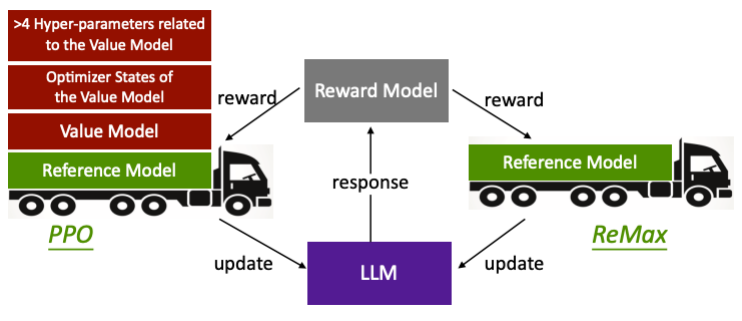 >4 Hyper-parameters related
to the Value Model
Optimizer States of
the Value Model
Value Model
Reference Model
PPO
reward
Reward Model
reward
response
update
LLM
update
Reference Model
ReMax